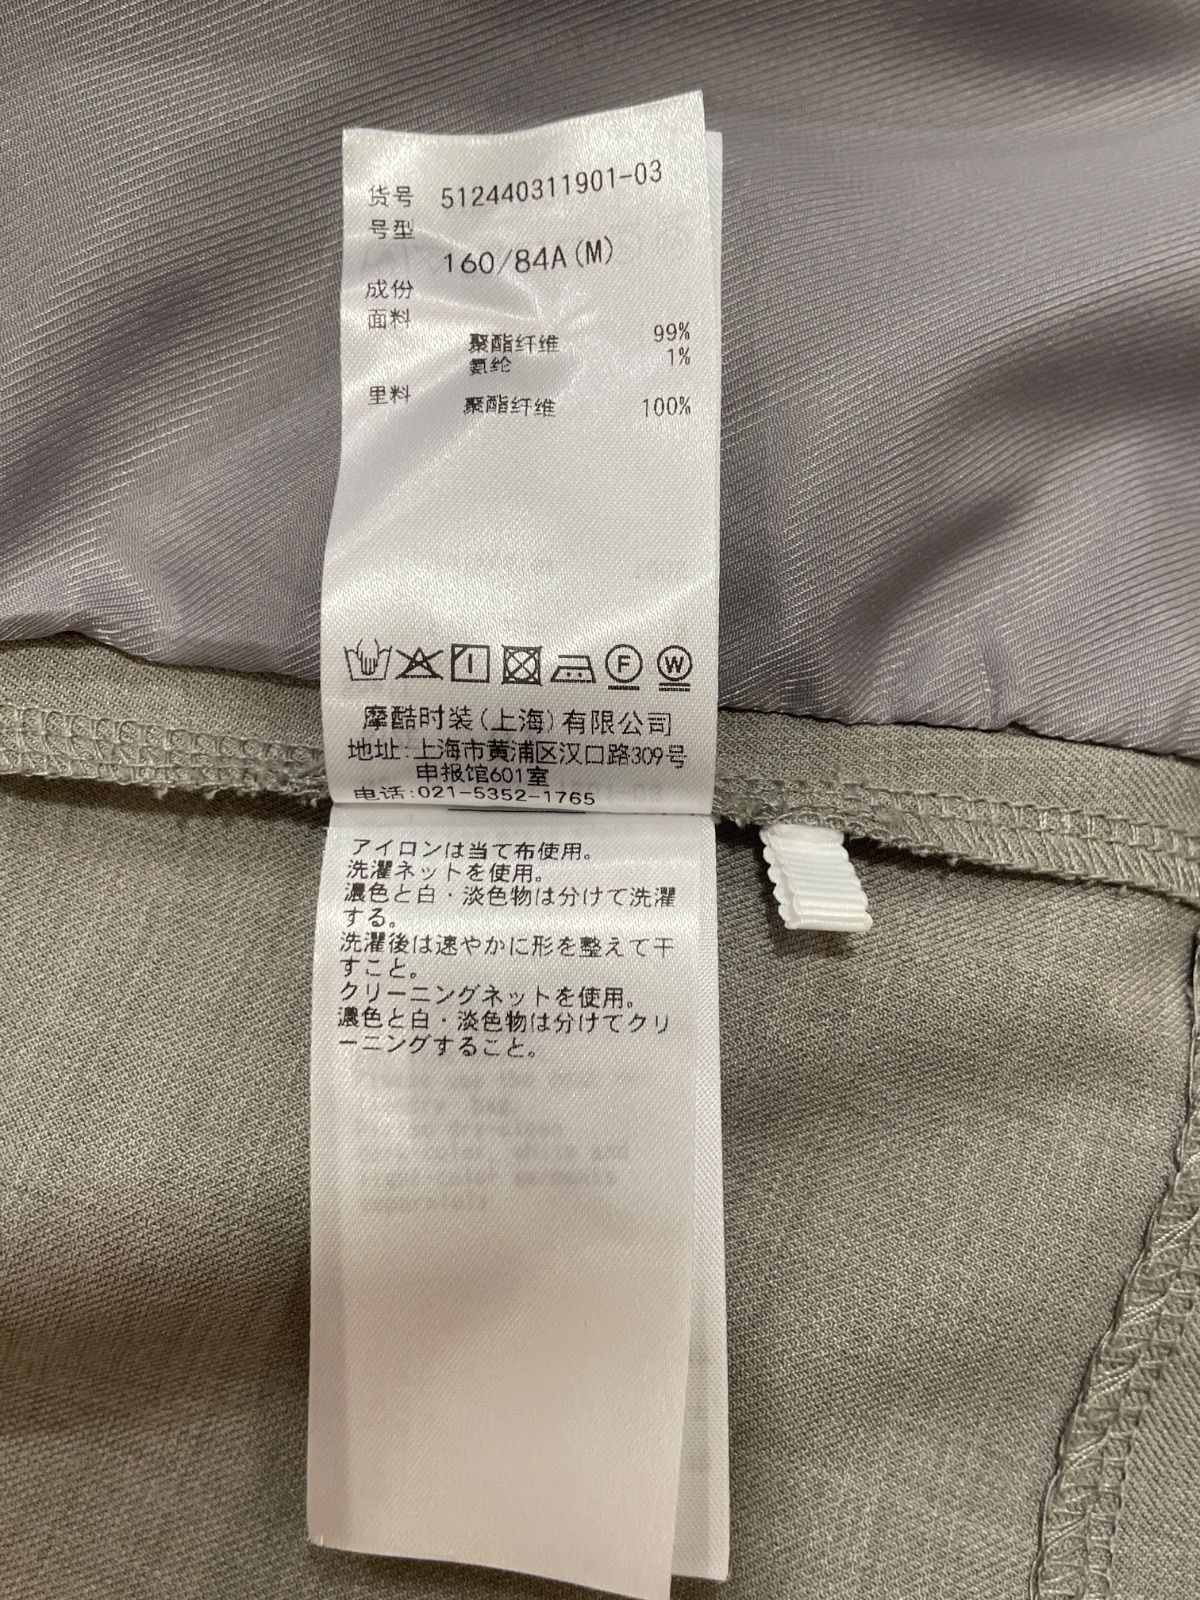 货号 512440311901-03
号型
160/84A(M)
成份
面料
聚酯纤维 99%
氨纶 1%
里料 聚酯纤维 100%
F W
摩酷时装(上海)有限公司
地址:上海市黄浦区汉口路309号
申报馆601室
电话:021-5352-1765
アイロンは当て布使用。
洗濯ネットを使用。
濃色と白・淡色物は分けて洗濯
する。
洗濯後は速やかに形を整えて干
すこと。
クリーニングネットを使用。
濃色と白・淡色物は分けてクリ
ーニングすること。